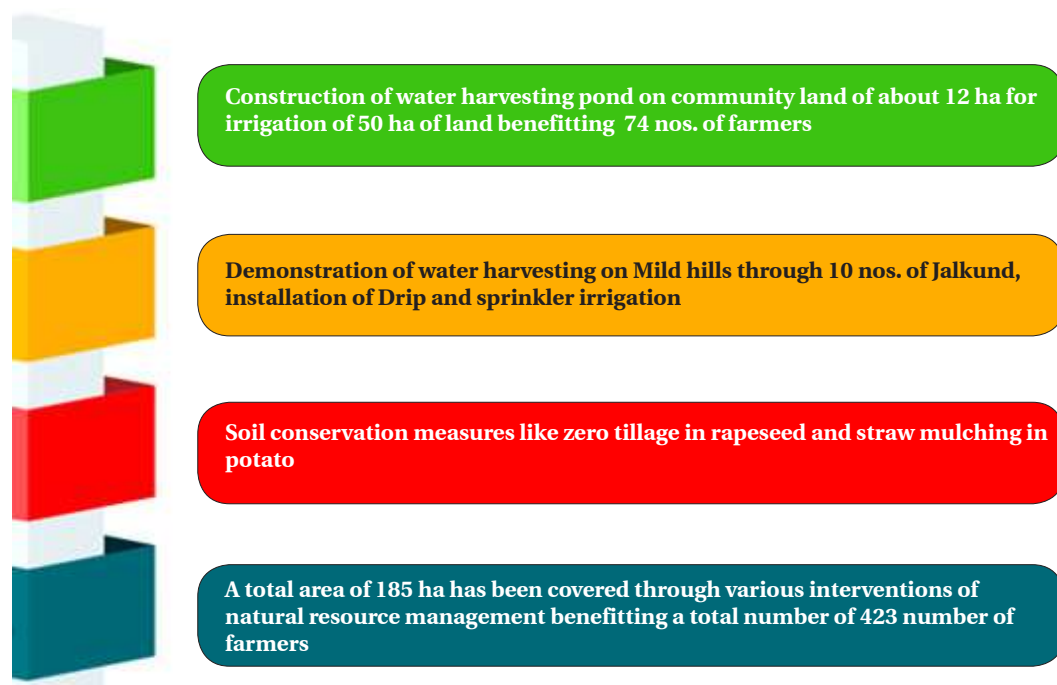 Construction of water harvesting pond on community land of about 12 ha for
irrigation of 50 ha of land benefitting 74 nos. of farmers
Demonstration of water harvesting on Mild hills through 10 nos. of Jalkund,
installation of Drip and sprinkler irrigation
Soil conservation measures like zero tillage in rapeseed and straw mulching in
potato
A total area of 185 ha has been covered through various interventions of
natural resource management benefitting a total number of 423 number of
farmers